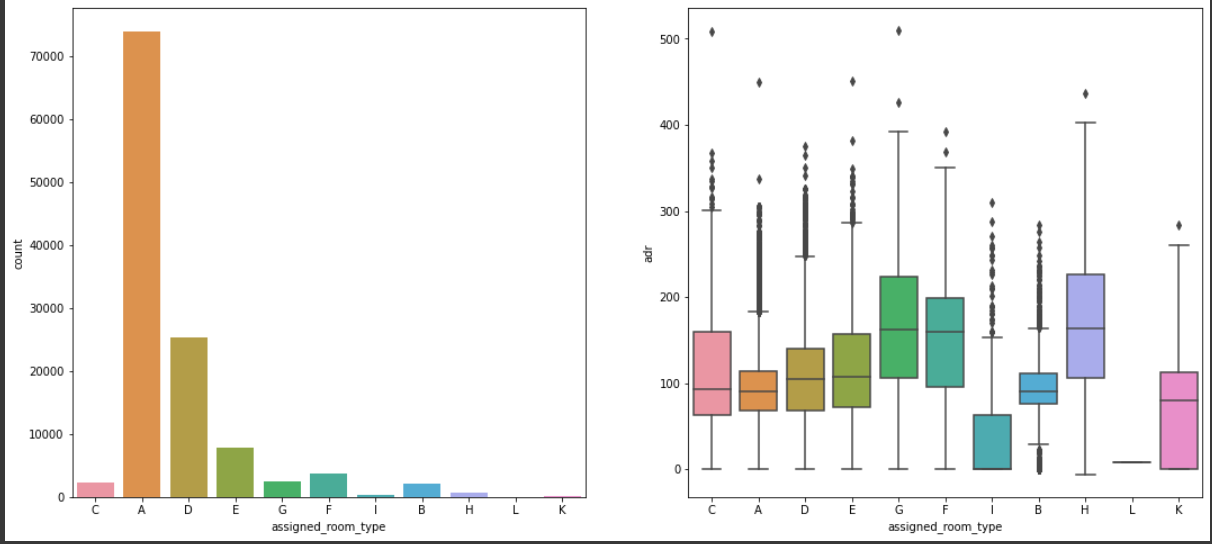 70000
60000
50000
40000
30000
20000
10000
0
count
C A D E G F I B H L K
assigned_room_type
500
400
300
200
100
0
adr
C A D E G F I B H L K
assigned_room_type